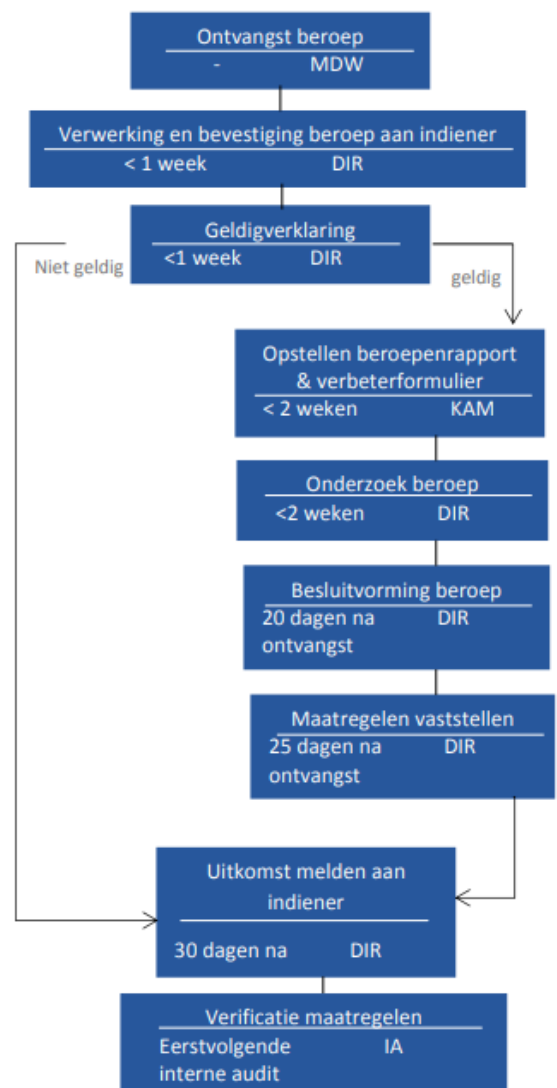 Ontvangst beroep
- MDW
Verwerking en bevestiging beroep aan indiener
< 1 week DIR
Geldigverklaring
<1 week DIR
Niet geldig
geldig
Opstellen beroepenrapport
& verbeterformulier
< 2 weken KAM
Onderzoek beroep
<2 weken DIR
Besluitvorming beroep
20 dagen na DIR
ontvangst
Maatregelen vaststellen
25 dagen na DIR
ontvangst
Uitkomst melden aan
indiener
30 dagen na DIR
Verificatie maatregelen
Eerstvolgende IA
interne audit